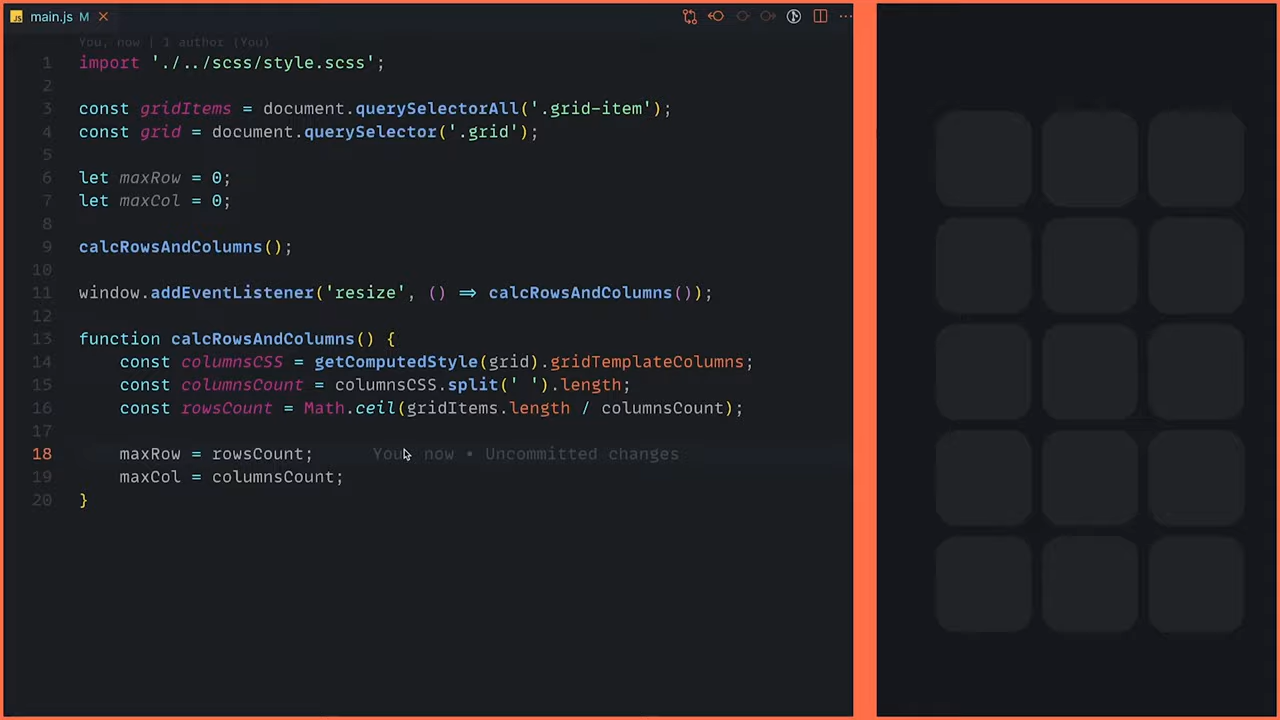 JS main.js M
You, now | 1 author (You)
1 import './../scss/style.scss';
2
3 const gridItems = document.querySelectorAll('.grid-item');
4 const grid = document.querySelector('.grid');
5
6 let maxRow = 0;
7 let maxCol = 0;
8
9 calcRowsAndColumns();
10
11 window.addEventListener('resize', () => calcRowsAndColumns());
12
13 function calcRowsAndColumns() {
14 const columnsCSS = getComputedStyle(grid).gridTemplateColumns;
15 const columnsCount = columnsCSS.split(' ').length;
16 const rowsCount = Math.ceil(gridItems.length / columnsCount);
17
18 maxRow = rowsCount; You, now • Uncommitted changes
19 maxCol = columnsCount;
20 }